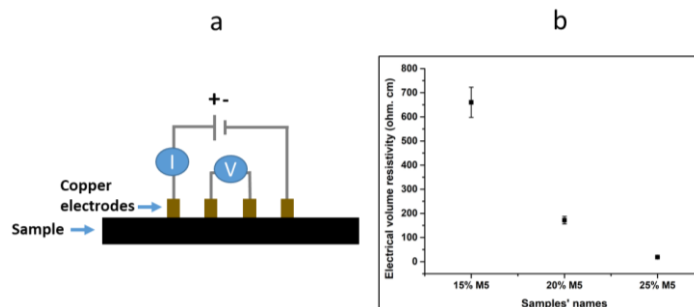 a
+-
I
V
Copper
electrodes
Sample
b
Electrical volume resistivity (ohm. cm)
800
700
600
500
400
300
200
100
0
15% M5
20% M5
25% M5
Samples' names